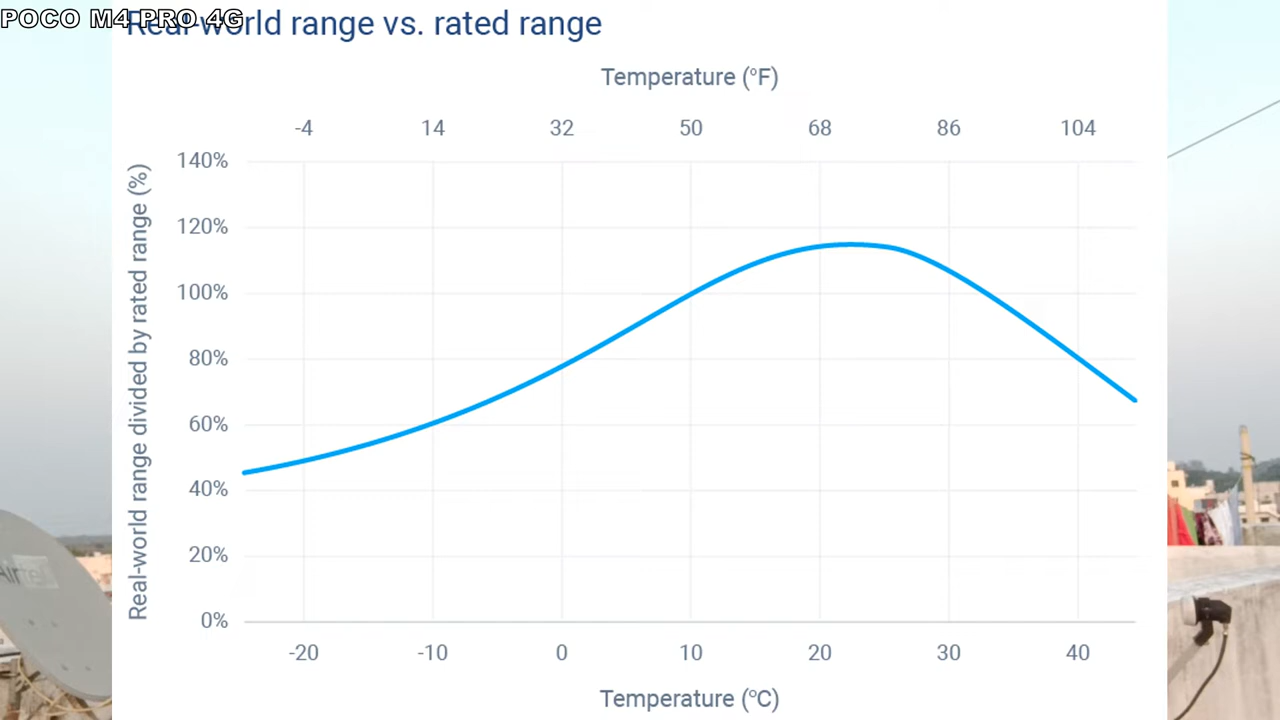 POCO M4 PRO 4G
Real-world range vs. rated range
Temperature (°F)
-4 14 32 50 68 86 104
Real-world range divided by rated range (%)
140%
120%
100%
80%
60%
40%
20%
0%
-20 -10 0 10 20 30 40
Temperature (°C)
Airtel